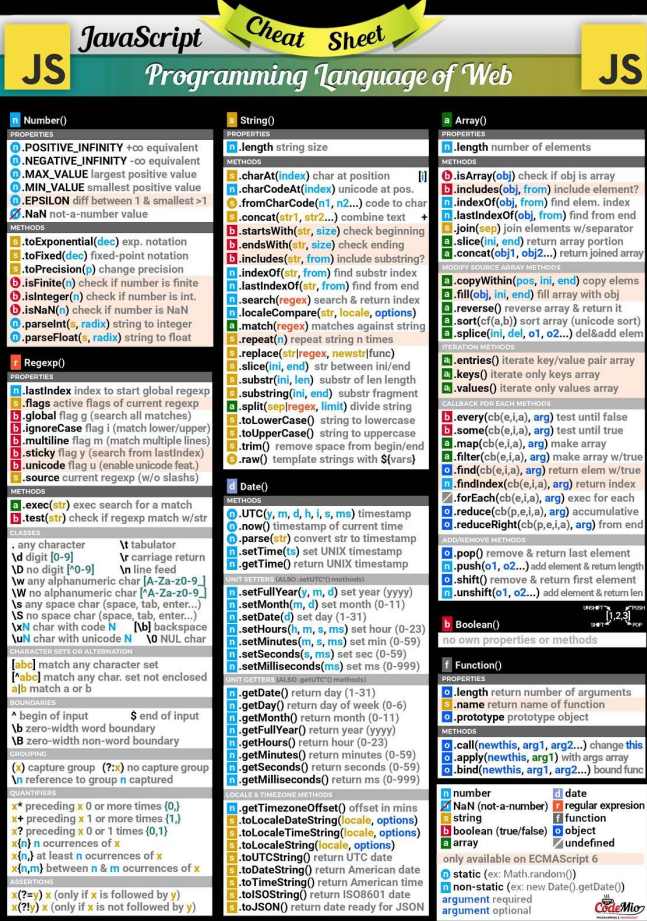 JavaScript
Cheat Sheet
JS
JS
Programming Language of Web
n Number()
PROPERTIES
n .POSITIVE_INFINITY +∞ equivalent
n .NEGATIVE_INFINITY -∞ equivalent
n .MAX_VALUE largest positive value
n .MIN_VALUE smallest positive value
n .EPSILON diff between 1 & smallest >1
.NaN not-a-number value
METHODS
s .toExponential(dec) exp. notation
s .toFixed(dec) fixed-point notation
s .toPrecision(p) change precision
b .isFinite(n) check if number is finite
b .isInteger(n) check if number is int.
b .isNaN(n) check if number is NaN
n .parseInt(s, radix) string to integer
n .parseFloat(s, radix) string to float
r Regexp()
PROPERTIES
n .lastIndex index to start global regexp
s .flags active flags of current regexp
b .global flag g (search all matches)
b .ignoreCase flag i (match lower/upper)
b .multiline flag m (match multiple lines)
b .sticky flag y (search from lastIndex)
b .unicode flag u (enable unicode feat.)
s .source current regexp (w/o slashs)
METHODS
a .exec(str) exec search for a match
b .test(str) check if regexp match w/str
CLASSES
. any character \t tabulator
\d digit [0-9] \r carriage return
\D no digit [^0-9] \n line feed
\w any alphanumeric char [A-Za-z0-9_]
\W no alphanumeric char [^A-Za-z0-9_]
\s any space char (space, tab, enter...)
\S no space char (space, tab, enter...)
\xN char with code N [\b] backspace
\uN char with unicode N \0 NUL char
CHARACTER SETS OR ALTERNATION
[abc] match any character set
[^abc] match any char. set not enclosed
a|b match a or b
BOUNDARIES
^ begin of input $ end of input
\b zero-width word boundary
\B zero-width non-word boundary
GROUPING
(x) capture group (?:x) no capture group
\n reference to group n captured
QUANTIFIERS
x* preceding x 0 or more times {0,}
x+ preceding x 1 or more times {1,}
x? preceding x 0 or 1 times {0,1}
x{n} n ocurrences of x
x{n,} at least n ocurrences of x
x{n,m} between n & m ocurrences of x
ASSERTIONS
x(?=y) x (only if x is followed by y)
x(?!y) x (only if x is not followed by y)
s String()
PROPERTIES
n .length string size
METHODS
s .charAt(index) char at position [i]
n .charCodeAt(index) unicode at pos.
s .fromCharCode(n1, n2...) code to char
s .concat(str1, str2...) combine text +
b .startsWith(str, size) check beginning
b .endsWith(str, size) check ending
b .includes(str, from) include substring?
n .indexOf(str, from) find substr index
n .lastIndexOf(str, from) find from end
n .search(regex) search & return index
n .localeCompare(str, locale, options)
a .match(regex) matches against string
s .repeat(n) repeat string n times
s .replace(str|regex, newstr|func)
s .slice(ini, end) str between ini/end
s .substr(ini, len) substr of len length
s .substring(ini, end) substr fragment
a .split(sep|regex, limit) divide string
s .toLowerCase() string to lowercase
s .toUpperCase() string to uppercase
s .trim() remove space from begin/end
s .raw() template strings with ${vars}
d Date()
METHODS
n .UTC(y, m, d, h, i, s, ms) timestamp
n .now() timestamp of current time
n .parse(str) convert str to timestamp
n .setTime(ts) set UNIX timestamp
n .getTime() return UNIX timestamp
UNIT SETTERS (ALSO .setUTC*() methods)
n .setFullYear(y, m, d) set year (yyyy)
n .setMonth(m, d) set month (0-11)
n .setDate(d) set day (1-31)
n .setHours(h, m, s, ms) set hour (0-23)
n .setMinutes(m, s, ms) set min (0-59)
n .setSeconds(s, ms) set sec (0-59)
n .setMilliseconds(ms) set ms (0-999)
UNIT GETTERS (ALSO .getUTC*() methods)
n .getDate() return day (1-31)
n .getDay() return day of week (0-6)
n .getMonth() return month (0-11)
n .getFullYear() return year (yyyy)
n .getHours() return hour (0-23)
n .getMinutes() return minutes (0-59)
n .getSeconds() return seconds (0-59)
n .getMilliseconds() return ms (0-999)
LOCALE & TIMEZONE METHODS
n .getTimezoneOffset() offset in mins
s .toLocaleDateString(locale, options)
s .toLocaleTimeString(locale, options)
s .toLocaleString(locale, options)
s .toUTCString() return UTC date
s .toDateString() return American date
s .toTimeString() return American time
s .toISOString() return ISO8601 date
s .toJSON() return date ready for JSON
a Array()
PROPERTIES
n .length number of elements
METHODS
b .isArray(obj) check if obj is array
b .includes(obj, from) include element?
n .indexOf(obj, from) find elem. index
n .lastIndexOf(obj, from) find from end
s .join(sep) join elements w/separator
a .slice(ini, end) return array portion
a .concat(obj1, obj2...) return joined array
MODIFY SOURCE ARRAY METHODS
a .copyWithin(pos, ini, end) copy elems
a .fill(obj, ini, end) fill array with obj
a .reverse() reverse array & return it
a .sort(cf(a,b)) sort array (unicode sort)
a .splice(ini, del, o1, o2...) del&add elem
ITERATION METHODS
a .entries() iterate key/value pair array
a .keys() iterate only keys array
a .values() iterate only values array
CALLBACK FOR EACH METHODS
b .every(cb(e,i,a), arg) test until false
b .some(cb(e,i,a), arg) test until true
a .map(cb(e,i,a), arg) make array
a .filter(cb(e,i,a), arg) make array w/true
o .find(cb(e,i,a), arg) return elem w/true
n .findIndex(cb(e,i,a), arg) return index
.forEach(cb(e,i,a), arg) exec for each
o .reduce(cb(p,e,i,a), arg) accumulative
o .reduceRight(cb(p,e,i,a), arg) from end
ADD/REMOVE METHODS
o .pop() remove & return last element
n .push(o1, o2...) add element & return length
o .shift() remove & return first element
n .unshift(o1, o2...) add element & return len
UNSHIFT PUSH
[1,2,3]
SHIFT POP
b Boolean()
no own properties or methods
f Function()
PROPERTIES
o .length return number of arguments
s .name return name of function
o .prototype prototype object
METHODS
o .call(newthis, arg1, arg2...) change this
o .apply(newthis, arg1) with args array
o .bind(newthis, arg1, arg2...) bound func
n number d date
NaN (not-a-number) r regular expresion
s string f function
b boolean (true/false) o object
a array undefined
only available on ECMAScript 6
n static (ex: Math.random())
n non-static (ex: new Date().getDate())
argument required
argument optional
CodeMio